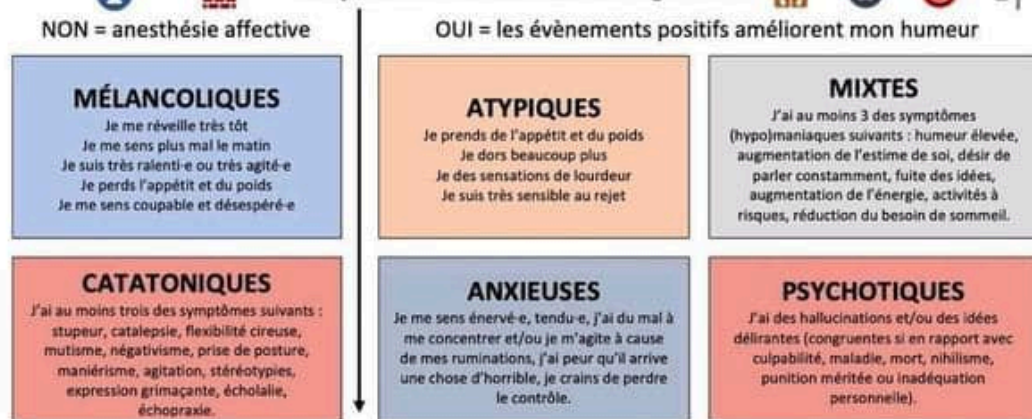 NON = anesthésie affective
OUI = les évènements positifs améliorent mon humeur
MÉLANCOLIQUES
Je me réveille très tôt
Je me sens plus mal le matin
Je suis très ralenti·e ou très agité·e
Je perds l'appétit et du poids
Je me sens coupable et désespéré·e
ATYPIQUES
Je prends de l'appétit et du poids
Je dors beaucoup plus
Je des sensations de lourdeur
Je suis très sensible au rejet
MIXTES
J'ai au moins 3 des symptômes
(hypo)maniaques suivants : humeur élevée,
augmentation de l'estime de soi, désir de
parler constamment, fuite des idées,
augmentation de l'énergie, activités à
risques, réduction du besoin de sommeil.
CATATONIQUES
J'ai au moins trois des symptômes suivants :
stupeur, catalepsie, flexibilité cireuse,
mutisme, négativisme, prise de posture,
maniérisme, agitation, stéréotypies,
expression grimaçante, écholalie,
échopraxie.
ANXIEUSES
Je me sens énervé·e, tendu·e, j'ai du mal à
me concentrer et/ou je m'agite à cause
de mes ruminations, j'ai peur qu'il arrive
une chose d'horrible, je crains de perdre
le contrôle.
PSYCHOTIQUES
J'ai des hallucinations et/ou des idées
délirantes (congruentes si en rapport avec
culpabilité, maladie, mort, nihilisme,
punition méritée ou inadéquation
personnelle).